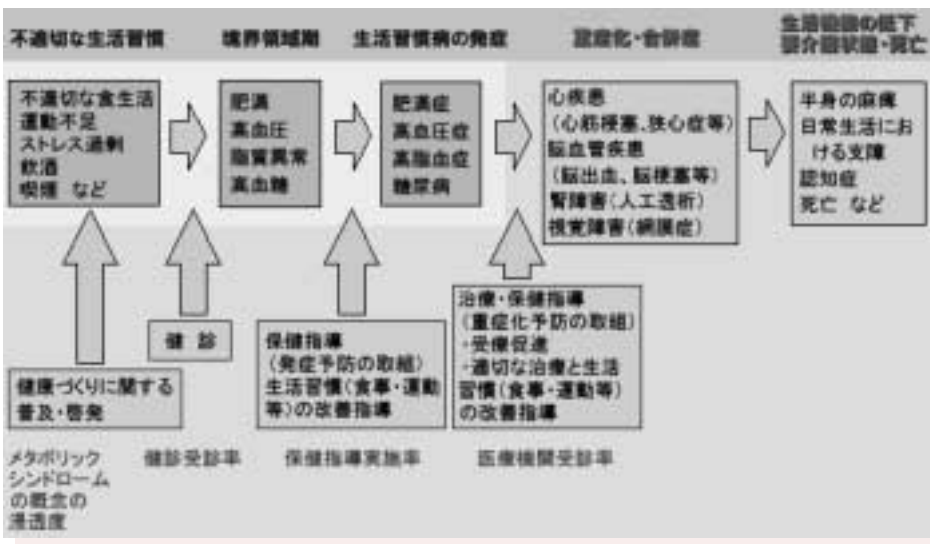 不適切な生活習慣
境界領域期
生活習慣病の発症
重症化・合併症
生活機能の低下
要介護状態・死亡
不適切な食生活
運動不足
ストレス過剰
飲酒
喫煙 など
肥満
高血圧
脂質異常
高血糖
肥満症
高血圧症
高脂血症
糖尿病
心疾患
(心筋梗塞、狭心症等)
脳血管疾患
(脳出血、脳梗塞等)
腎障害(人工透析)
視覚障害(網膜症)
半身の麻痺
日常生活にお
ける支障
認知症
死亡 など
健康づくりに関する
普及・啓発
健 診
保健指導
(発症予防の取組)
生活習慣(食事・運動
等)の改善指導
治療・保健指導
(重症化予防の取組)
・受療促進
・適切な治療と生活
習慣(食事・運動等)
の改善指導
メタボリック
シンドローム
の概念の
浸透度
健診受診率
保健指導実施率
医療機関受診率